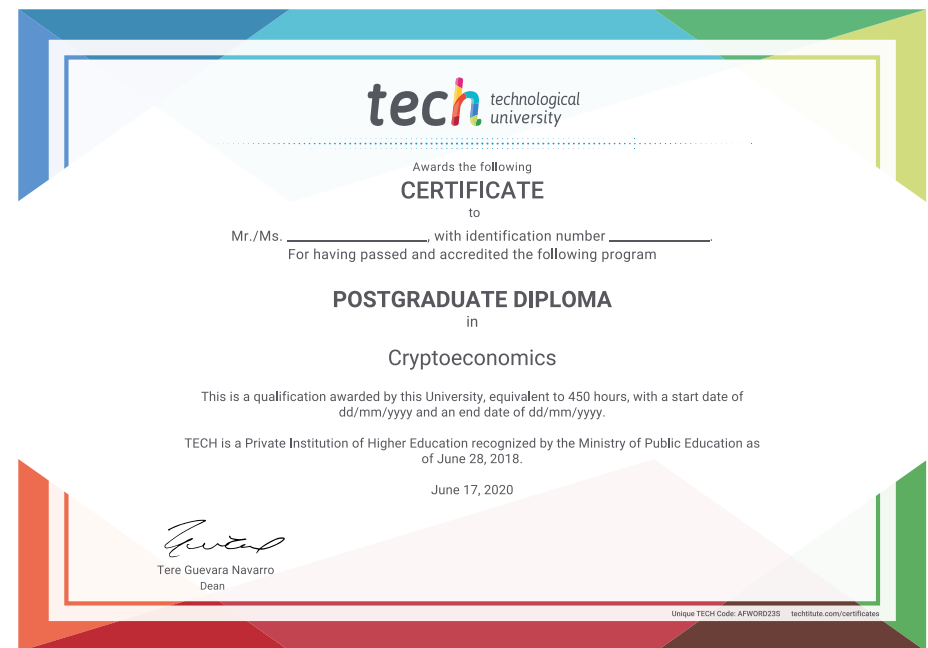 tech technological
university
Awards the following
CERTIFICATE
to
Mr./Ms. ____________________, with identification number ______________.
For having passed and accredited the following program
POSTGRADUATE DIPLOMA
in
Cryptoeconomics
This is a qualification awarded by this University, equivalent to 450 hours, with a start date of
dd/mm/yyyy and an end date of dd/mm/yyyy.
TECH is a Private Institution of Higher Education recognized by the Ministry of Public Education as
of June 28, 2018.
June 17, 2020
Tere Guevara Navarro
Dean
Unique TECH Code: AFWORD23S techtitute.com/certificates